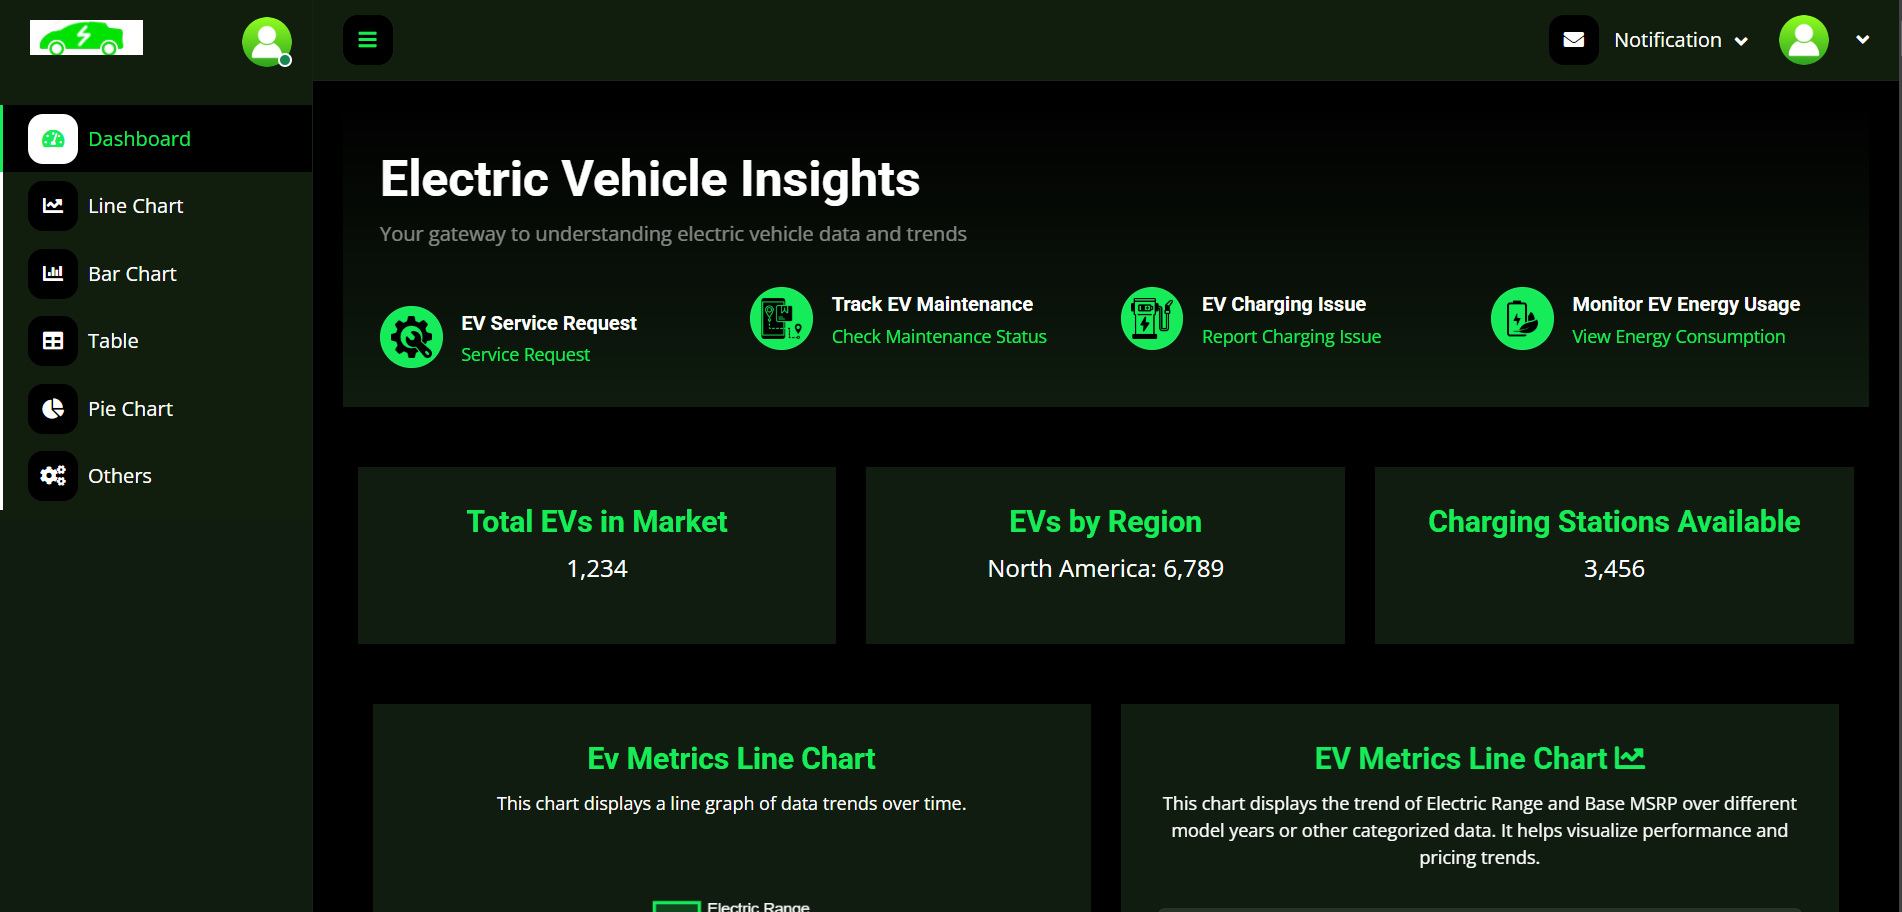 Notification
Dashboard
Line Chart
Bar Chart
Table
Pie Chart
Others
Electric Vehicle Insights
Your gateway to understanding electric vehicle data and trends
EV Service Request
Service Request
Track EV Maintenance
Check Maintenance Status
EV Charging Issue
Report Charging Issue
Monitor EV Energy Usage
View Energy Consumption
Total EVs in Market
1,234
EVs by Region
North America: 6,789
Charging Stations Available
3,456
Ev Metrics Line Chart
This chart displays a line graph of data trends over time.
Electric Range
EV Metrics Line Chart
This chart displays the trend of Electric Range and Base MSRP over different
model years or other categorized data. It helps visualize performance and
pricing trends.